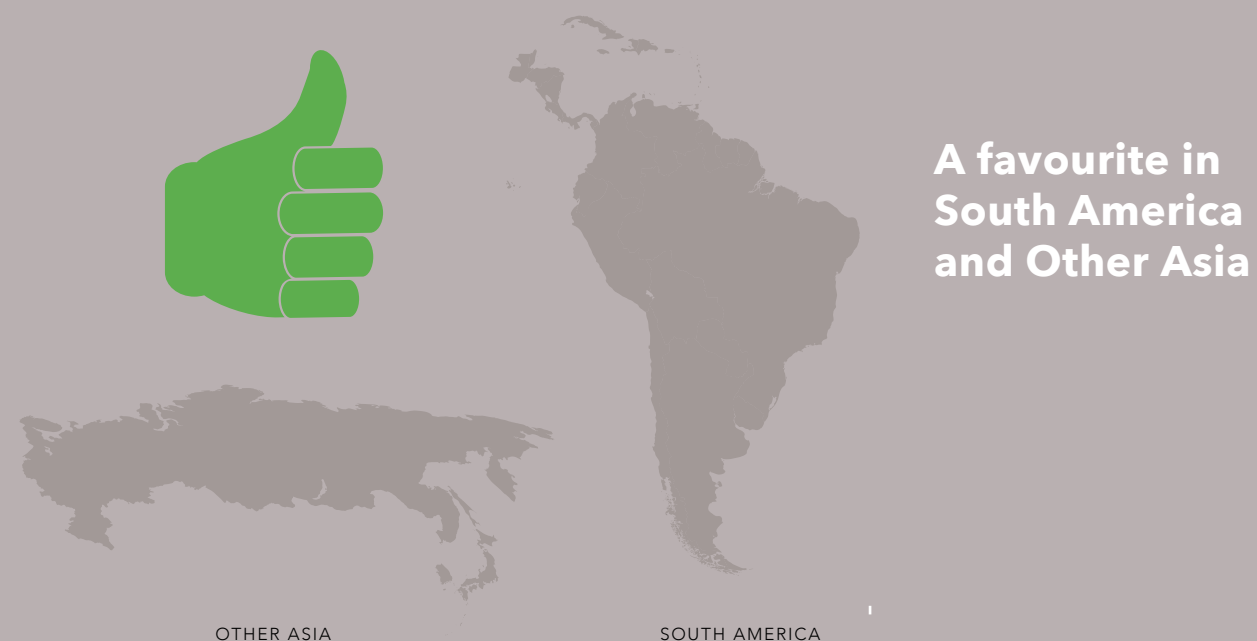 A favourite in
South America
and Other Asia
OTHER ASIA
SOUTH AMERICA